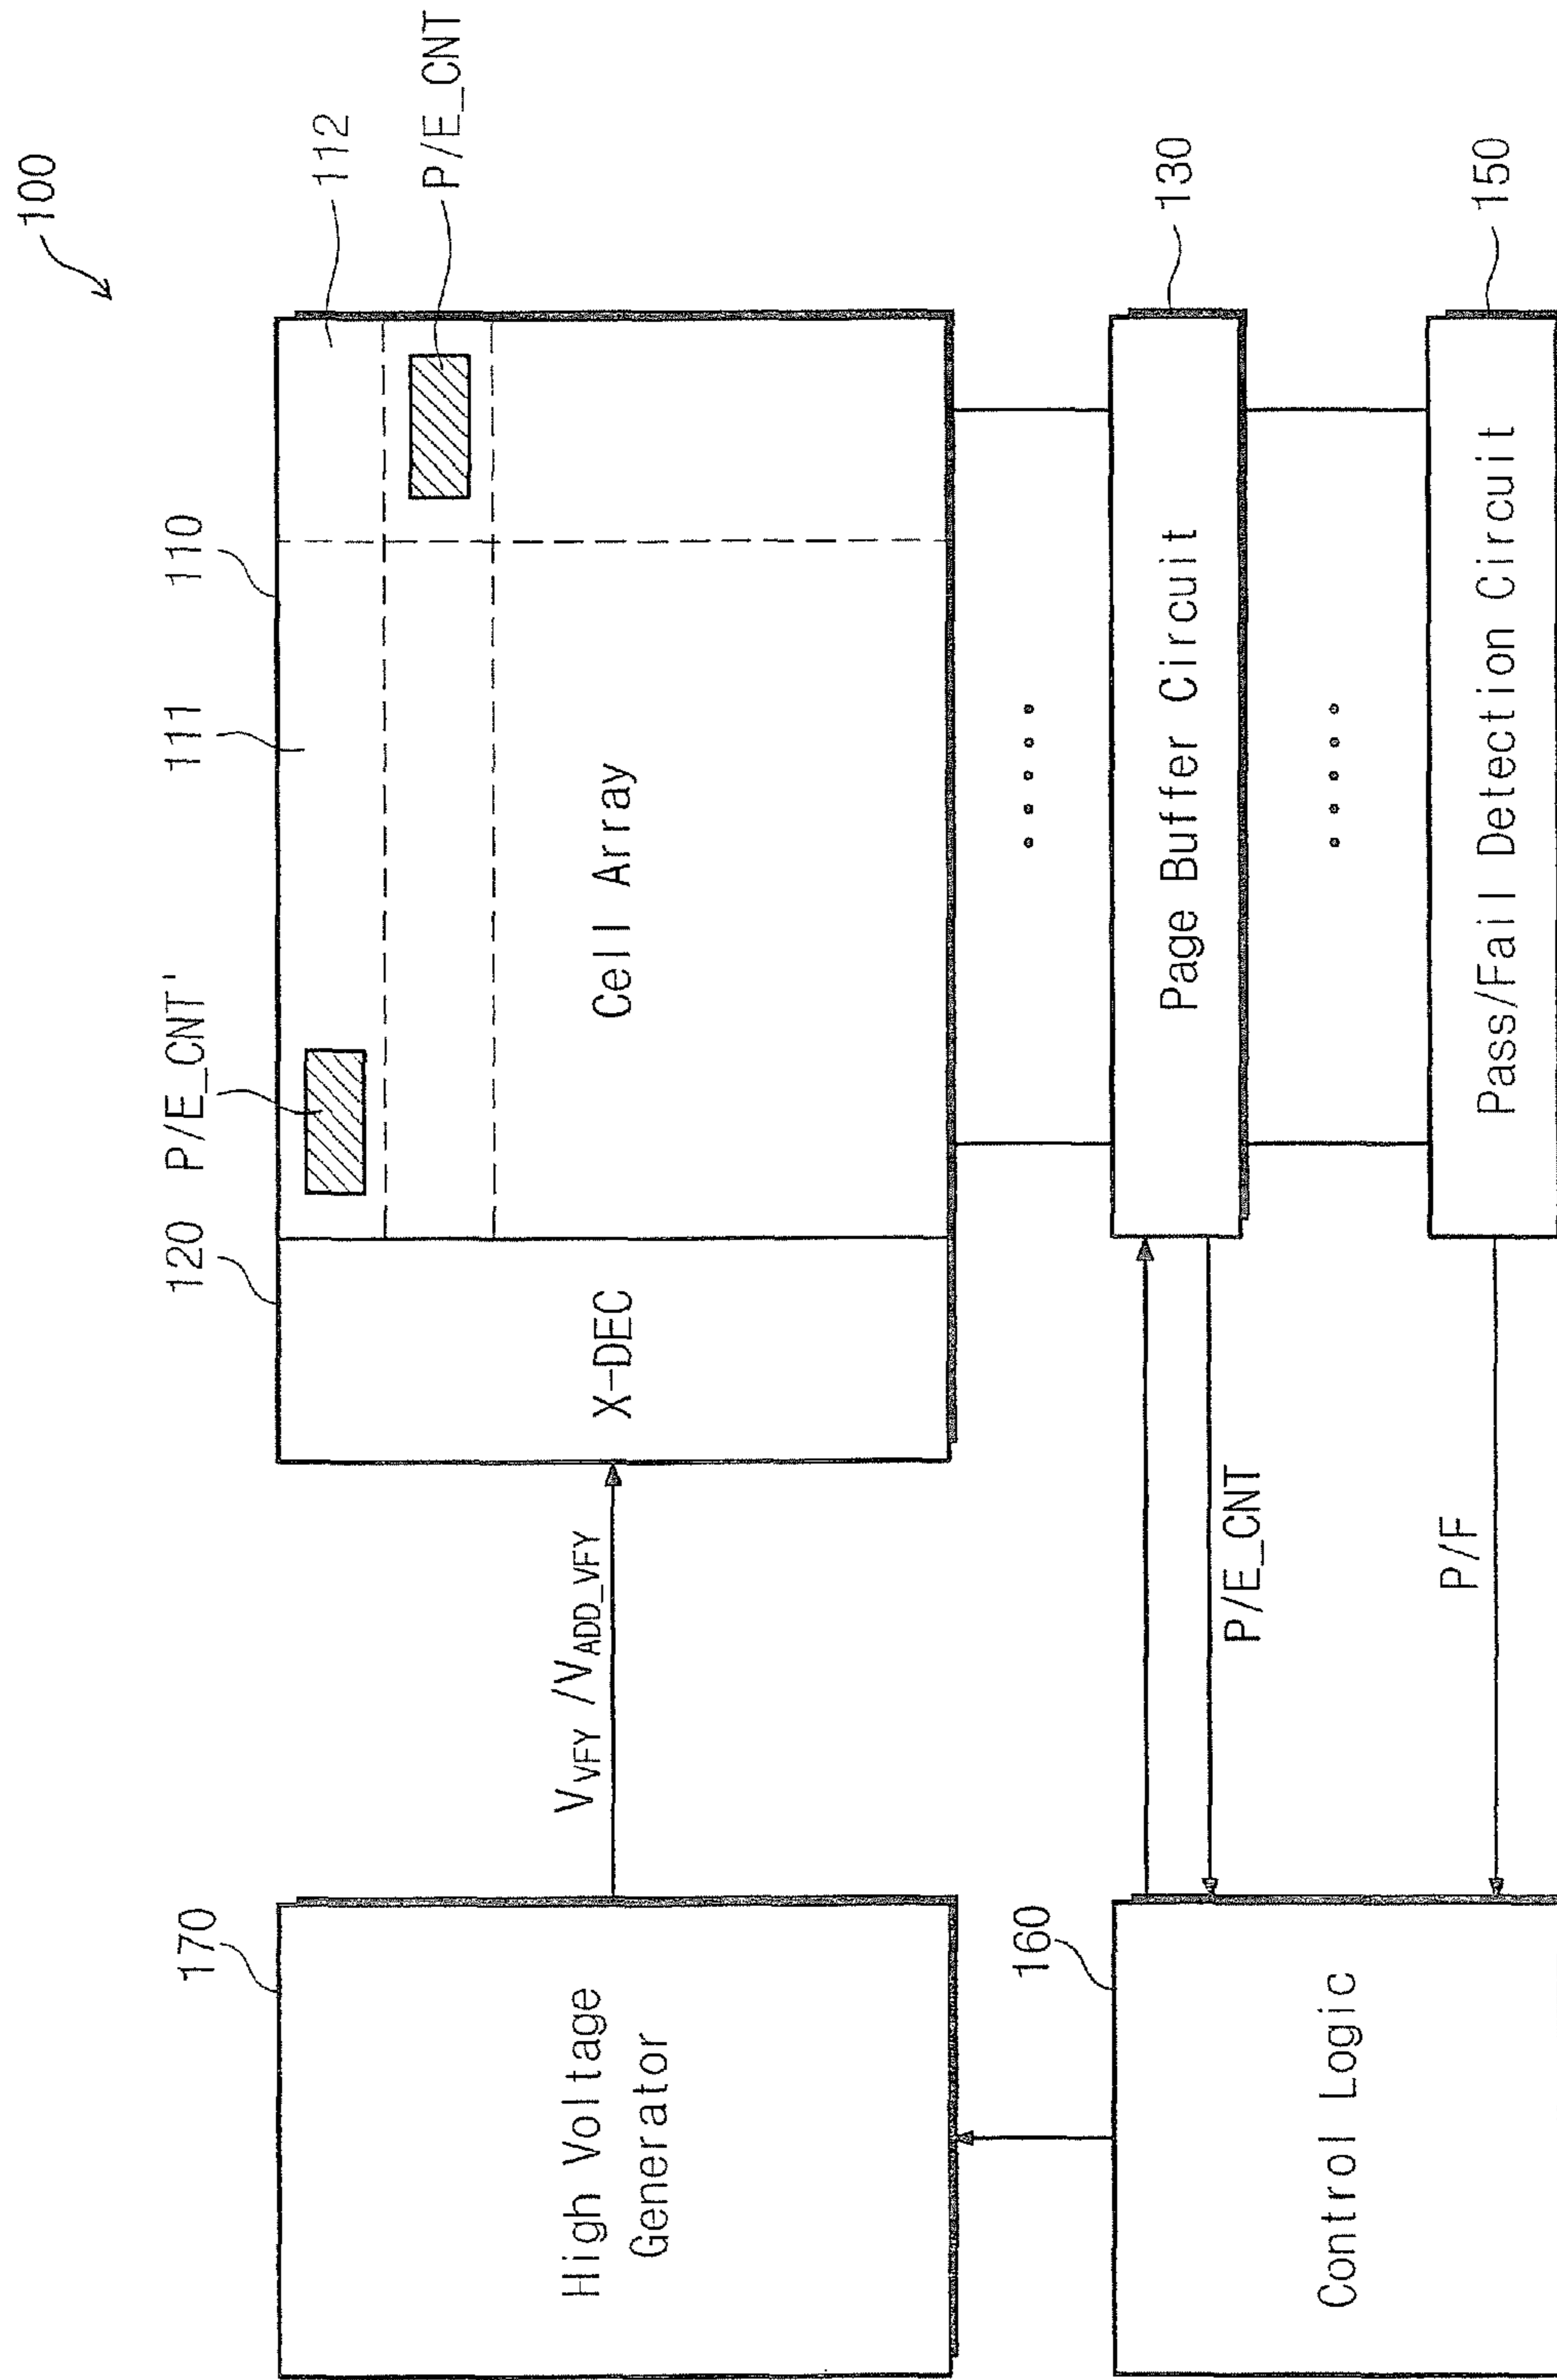 100
120
P/E_CNT'
111
110
112
P/E_CNT
170
High Voltage
Generator
VVFY /VADD_VFY
X-DEC
Cell Array
160
Control Logic
P/E_CNT
Page Buffer Circuit
130
P/F
Pass/Fail Detection Circuit
150